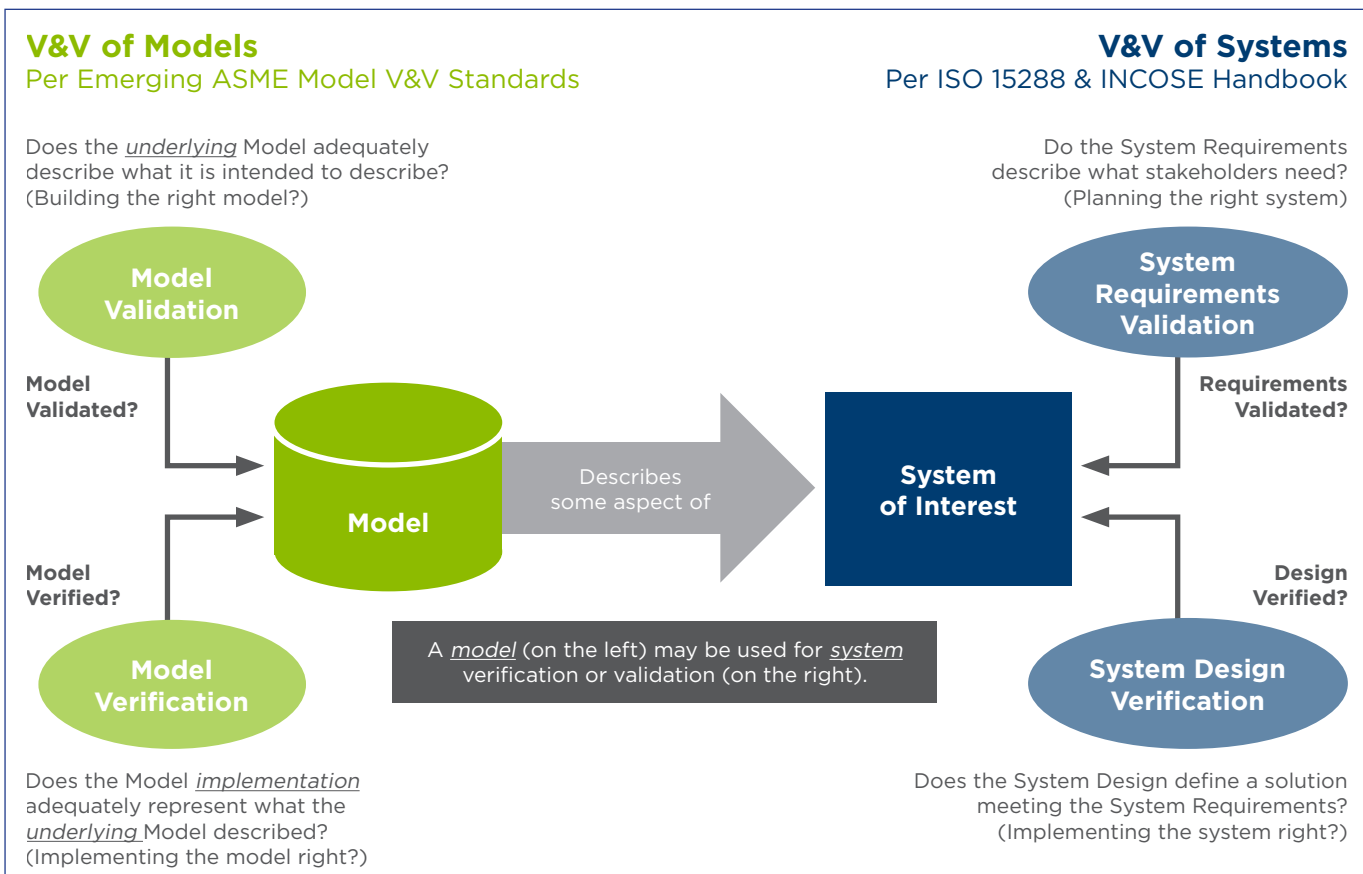 V&V of Models
Per Emerging ASME Model V&V Standards
V&V of Systems
Per ISO 15288 & INCOSE Handbook
Does the underlying Model adequately
describe what it is intended to describe?
(Building the right model?)
Do the System Requirements
describe what stakeholders need?
(Planning the right system)
Model
Validation
System
Requirements
Validation
Model
Validated?
Requirements
Validated?
Model
Describes
some aspect of
System
of Interest
Model
Verified?
Design
Verified?
A model (on the left) may be used for system
verification or validation (on the right).
Model
Verification
System Design
Verification
Does the Model implementation
adequately represent what the
underlying Model described?
(Implementing the model right?)
Does the System Design define a solution
meeting the System Requirements?
(Implementing the system right?)